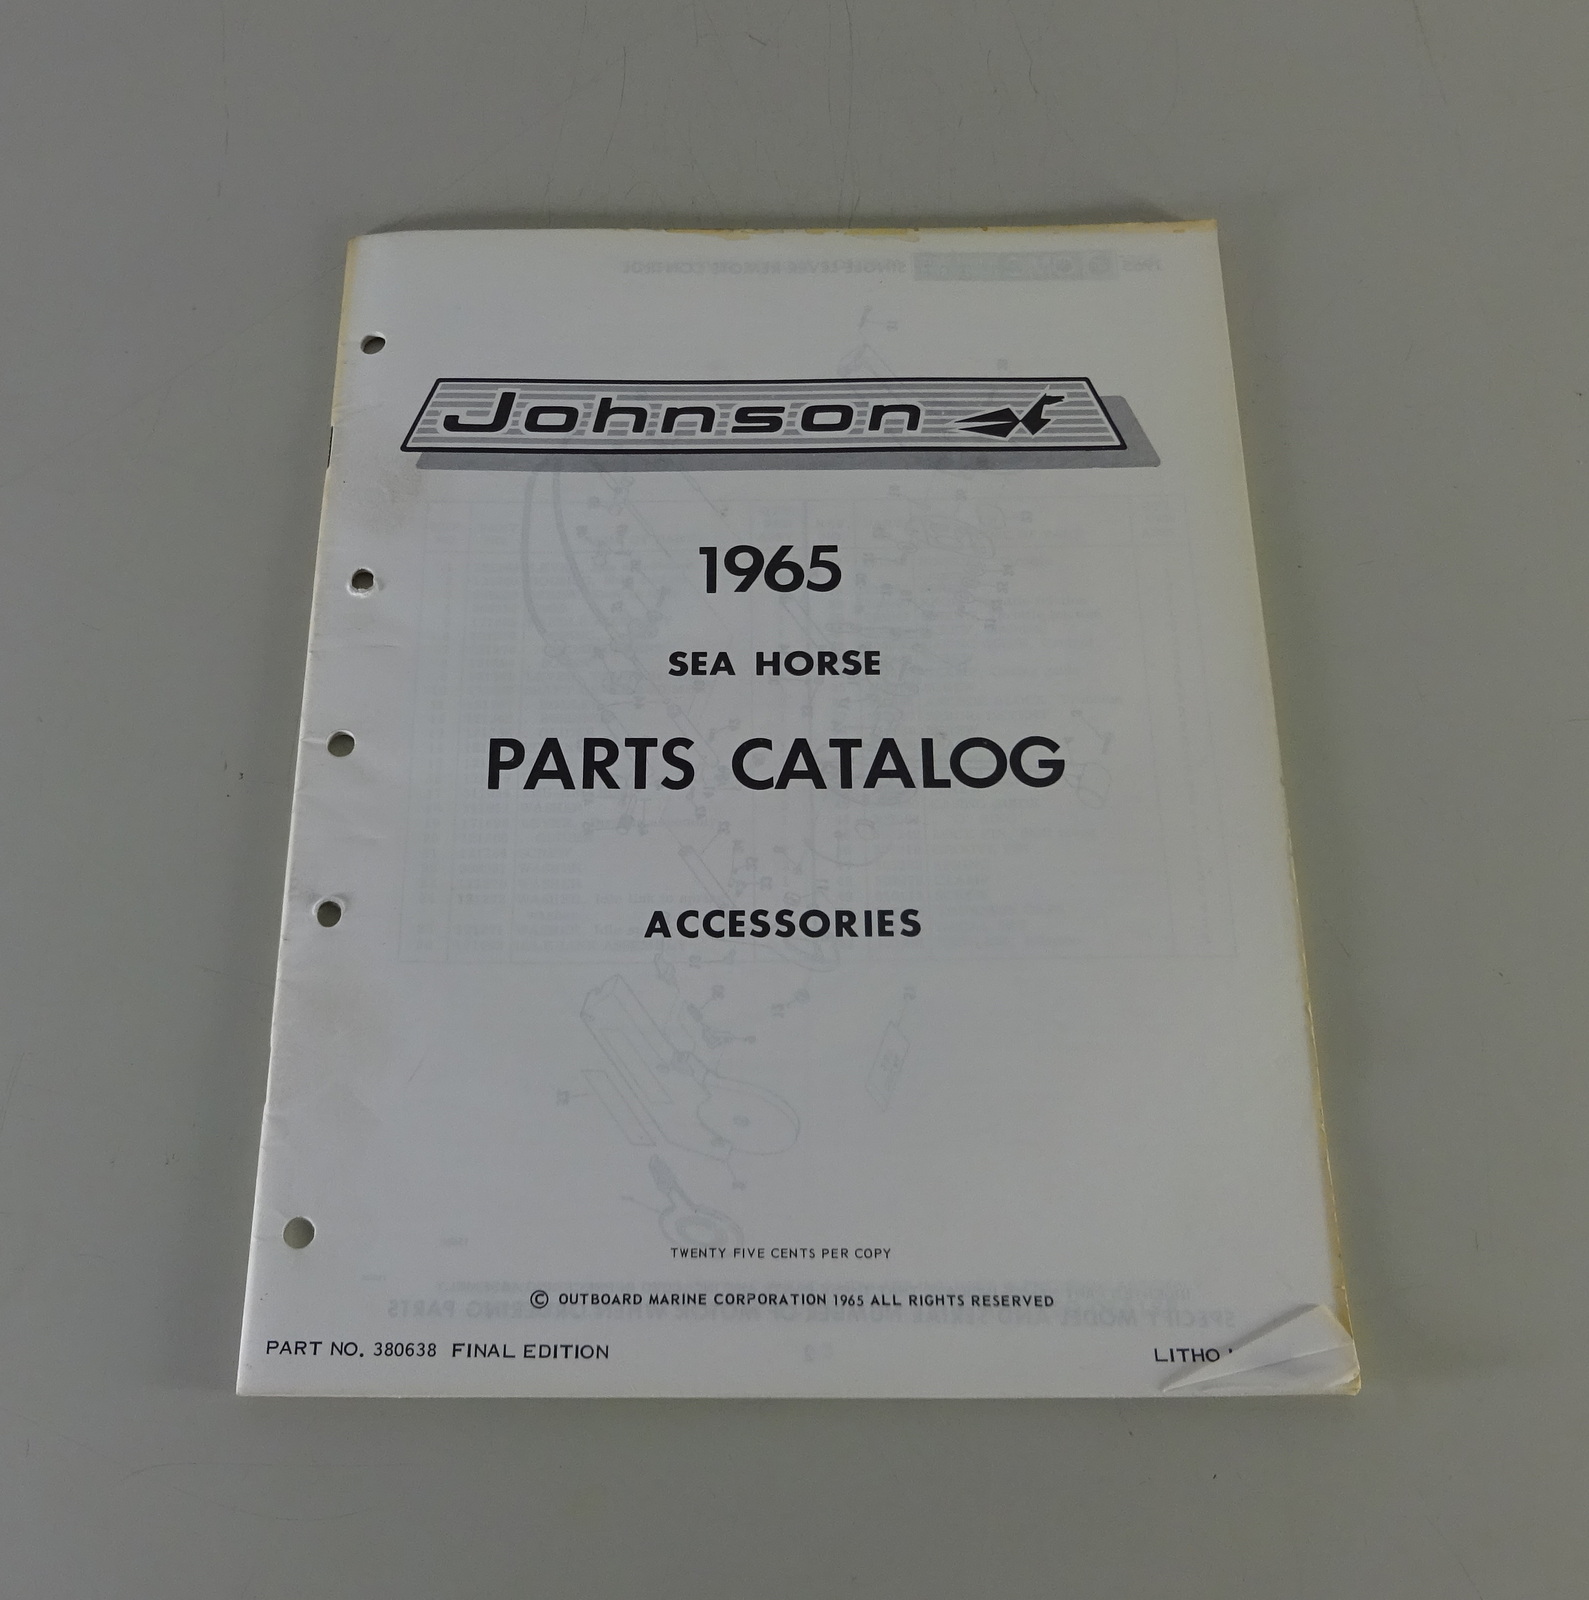 Johnson
1965
SEA HORSE
PARTS CATALOG
ACCESSORIES
TWENTY FIVE CENTS PER COPY
© OUTBOARD MARINE CORPORATION 1965 ALL RIGHTS RESERVED
PART NO. 380638 FINAL EDITION
LITHO